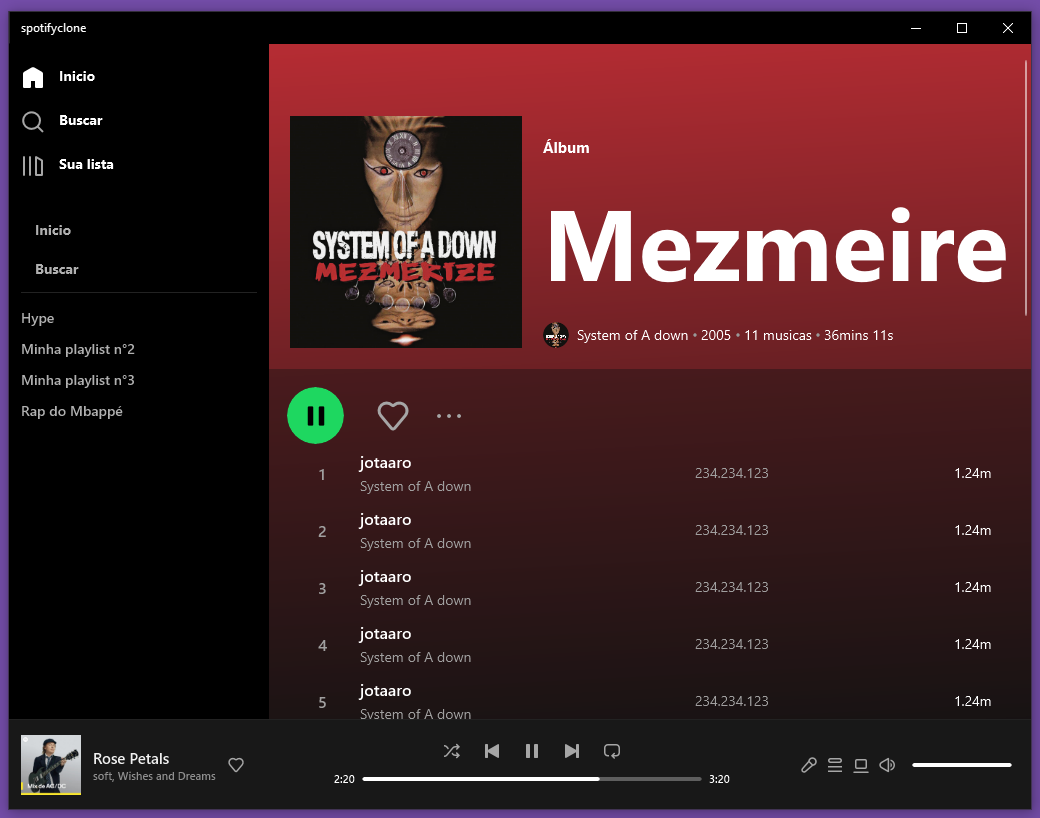 spotifyclone
Inicio
Buscar
Sua lista
Inicio
Buscar
Hype
Minha playlist n°2
Minha playlist n°3
Rap do Mbappé
SYSTEM OF A DOWN
MEZMERIZE
Álbum
Mezmeire
System of A down • 2005 • 11 musicas • 36mins 11s
1 jotaaro 234.234.123 1.24m
System of A down
2 jotaaro 234.234.123 1.24m
System of A down
3 jotaaro 234.234.123 1.24m
System of A down
4 jotaaro 234.234.123 1.24m
System of A down
5 jotaaro 234.234.123 1.24m
System of A down
Mix de AC/DC
Rose Petals
soft, Wishes and Dreams
2:20 3:20